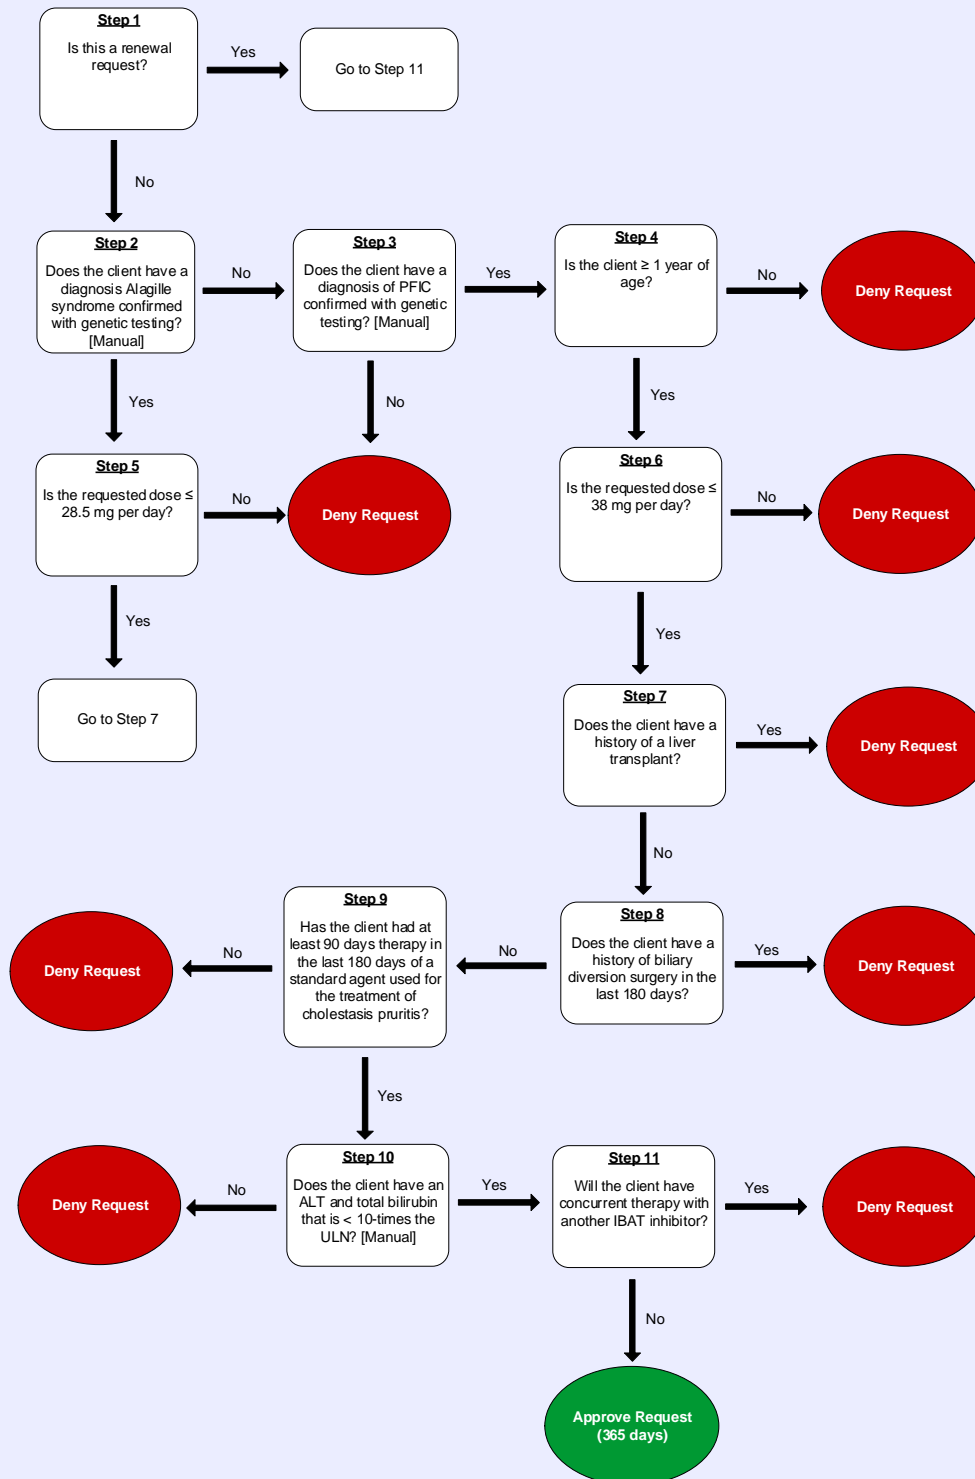 Step 1
Is this a renewal
request?
Yes
Go to Step 11
No
Step 2
Does the client have a
diagnosis Alagille
syndrome confirmed
with genetic testing?
[Manual]
No
Step 3
Does the client have a
diagnosis of PFIC
confirmed with genetic
testing? [Manual]
Yes
Step 4
Is the client ≥ 1 year of
age?
No
Deny Request
Yes
No
Yes
Step 5
Is the requested dose ≤
28.5 mg per day?
No
Deny Request
Step 6
Is the requested dose ≤
38 mg per day?
No
Deny Request
Yes
Yes
Go to Step 7
Step 7
Does the client have a
history of a liver
transplant?
Yes
Deny Request
No
Step 8
Does the client have a
history of biliary
diversion surgery in the
last 180 days?
Yes
Deny Request
No
Step 9
Has the client had at
least 90 days therapy in
the last 180 days of a
standard agent used for
the treatment of
cholestasis pruritis?
No
Deny Request
Yes
Step 10
Does the client have an
ALT and total bilirubin
that is < 10-times the
ULN? [Manual]
No
Deny Request
Yes
Step 11
Will the client have
concurrent therapy with
another IBAT inhibitor?
Yes
Deny Request
No
Approve Request
(365 days)